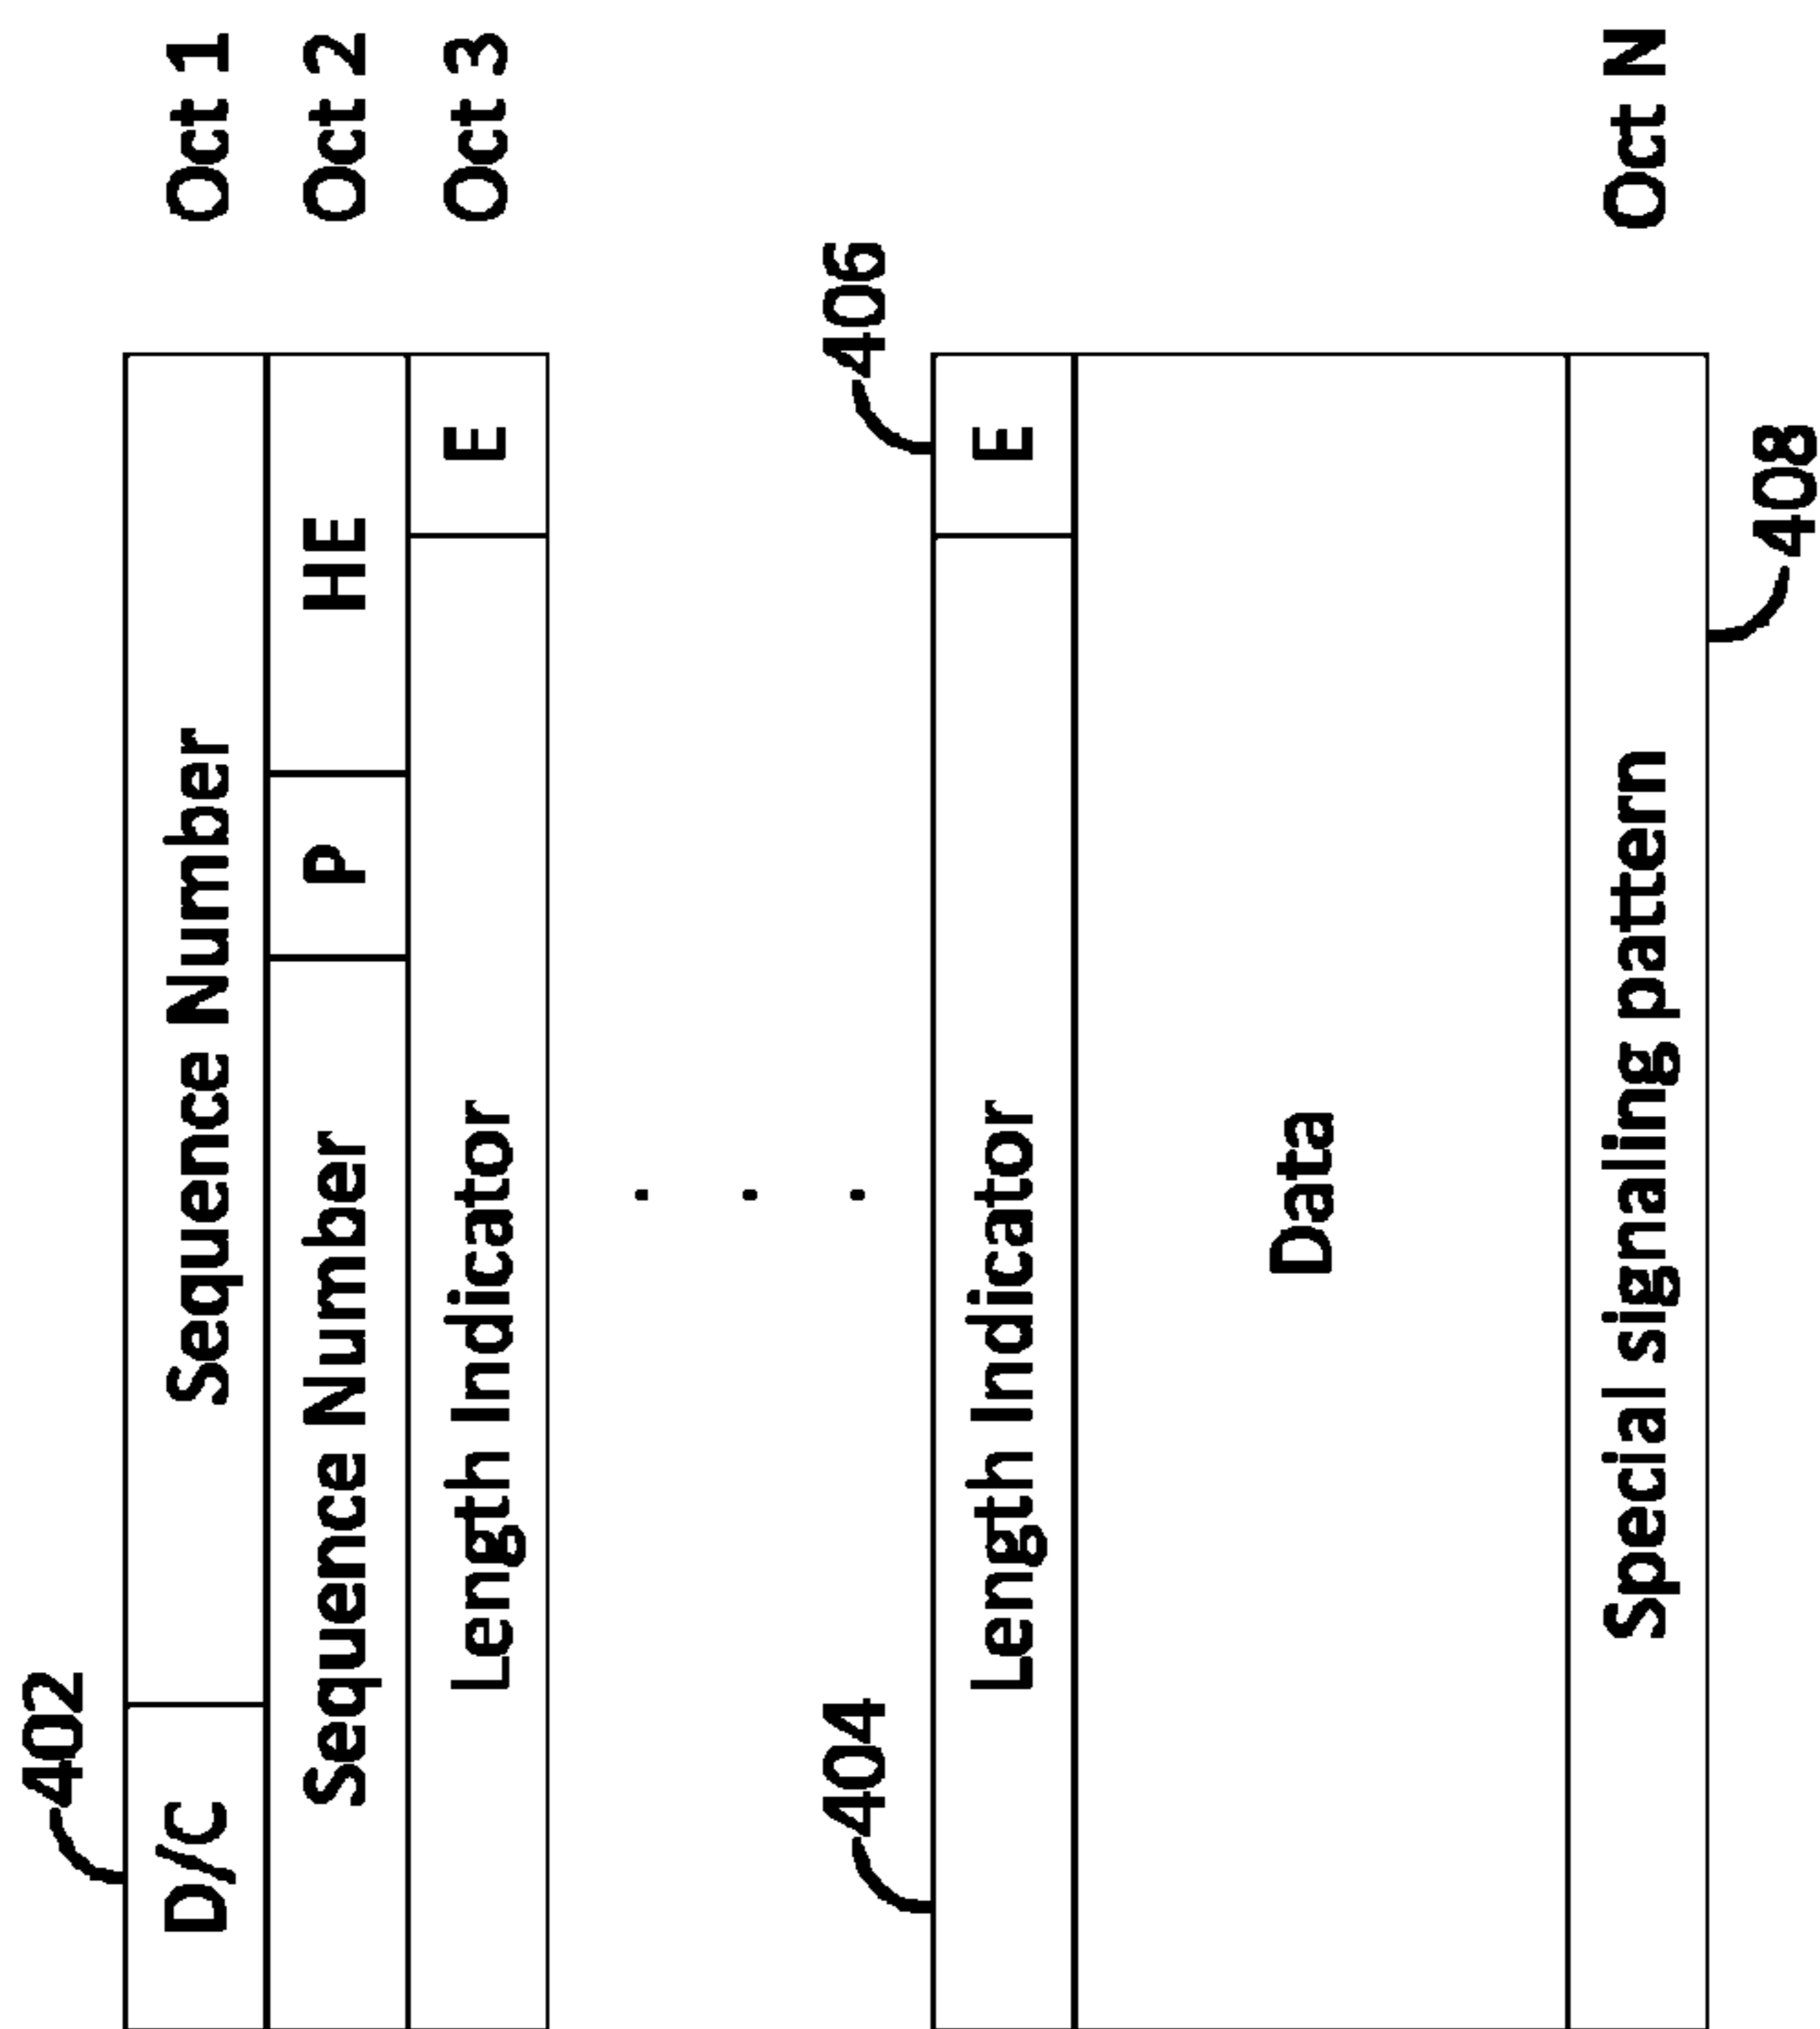 402
D/C Sequence Number Oct 1
Sequence Number P HE Oct 2
Length Indicator E Oct 3
.
.
.
404 406
Length Indicator E
Data
Special signaling pattern Oct N
408